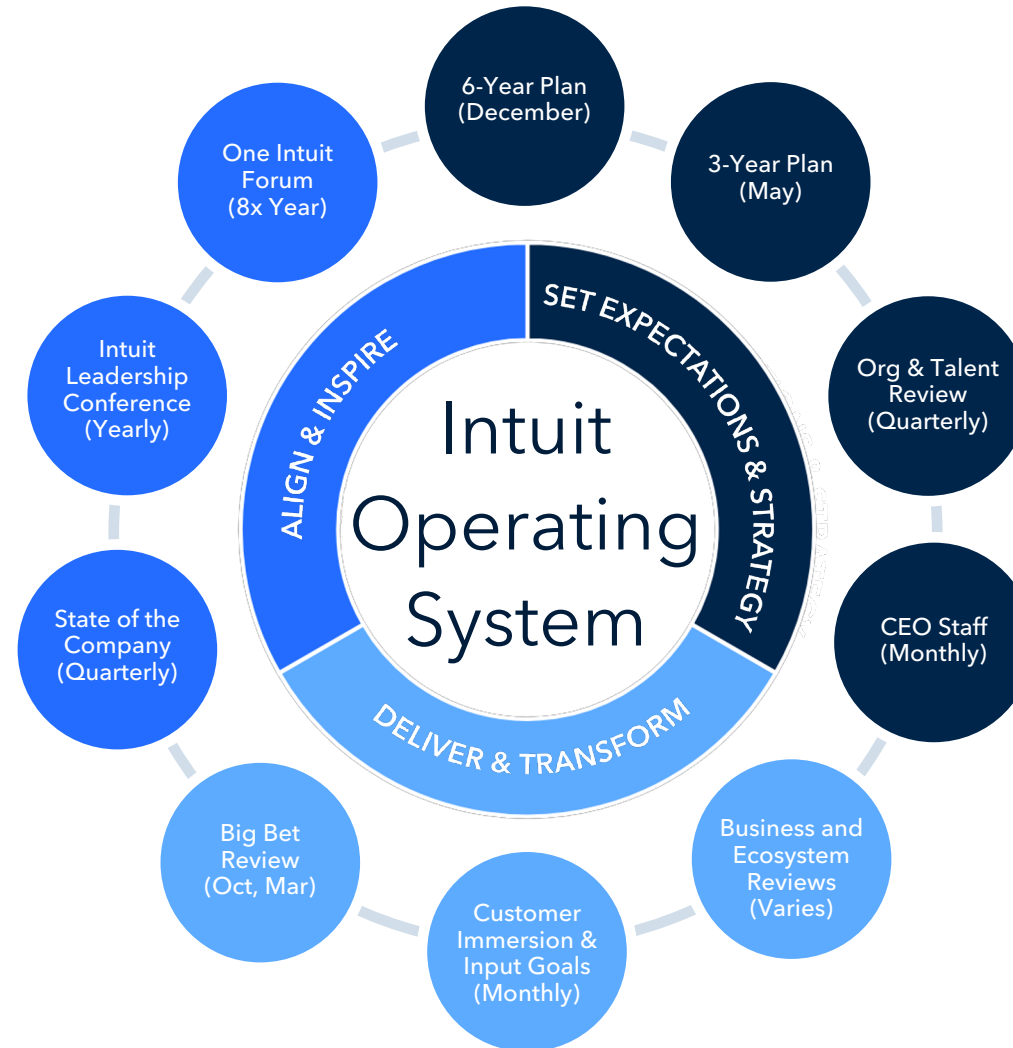 6-Year Plan
(December)
3-Year Plan
(May)
Org & Talent
Review
(Quarterly)
CEO Staff
(Monthly)
Business and
Ecosystem
Reviews
(Varies)
Customer
Immersion &
Input Goals
(Monthly)
Big Bet
Review
(Oct, Mar)
State of the
Company
(Quarterly)
Intuit
Leadership
Conference
(Yearly)
One Intuit
Forum
(8x Year)
SET EXPECTATIONS & STRATEGY
DELIVER & TRANSFORM
ALIGN & INSPIRE
Intuit
Operating
System